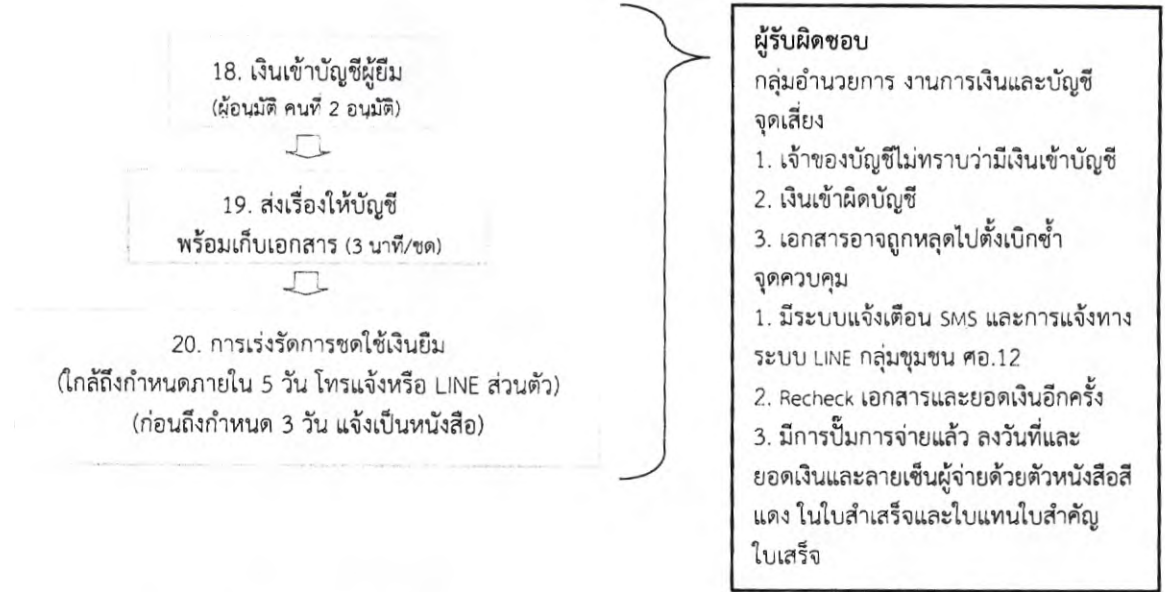 18. เงินเข้าบัญชีผู้ยืม
(ผู้อนุมัติ คนที่ 2 อนุมัติ)
19. ส่งเรื่องให้บัญชี
พร้อมเก็บเอกสาร (3 นาที/ชด)
20. การเร่งรัดการชดใช้เงินยืม
(ใกล้ถึงกำหนดภายใน 5 วัน โทรแจ้งหรือ LINE ส่วนตัว)
(ก่อนถึงกำหนด 3 วัน แจ้งเป็นหนังสือ)
ผู้รับผิดชอบ
กลุ่มอำนวยการ งานการเงินและบัญชี
จุดเสี่ยง
1. เจ้าของบัญชีไม่ทราบว่ามีเงินเข้าบัญชี
2. เงินเข้าผิดบัญชี
3. เอกสารอาจถูกหลุดไปตั้งเบิกซ้ำ
จุดควบคุม
1. มีระบบแจ้งเตือน SMS และการแจ้งทาง
ระบบ LINE กลุ่มชุมชน ศอ.12
2. Recheck เอกสารและยอดเงินอีกครั้ง
3. มีการปั๊มการจ่ายแล้ว ลงวันที่และ
ยอดเงินและลายเซ็นผู้จ่ายด้วยตัวหนังสือสี
แดง ในใบสำเสร็จและใบแทนใบสำคัญ
ใบเสร็จ